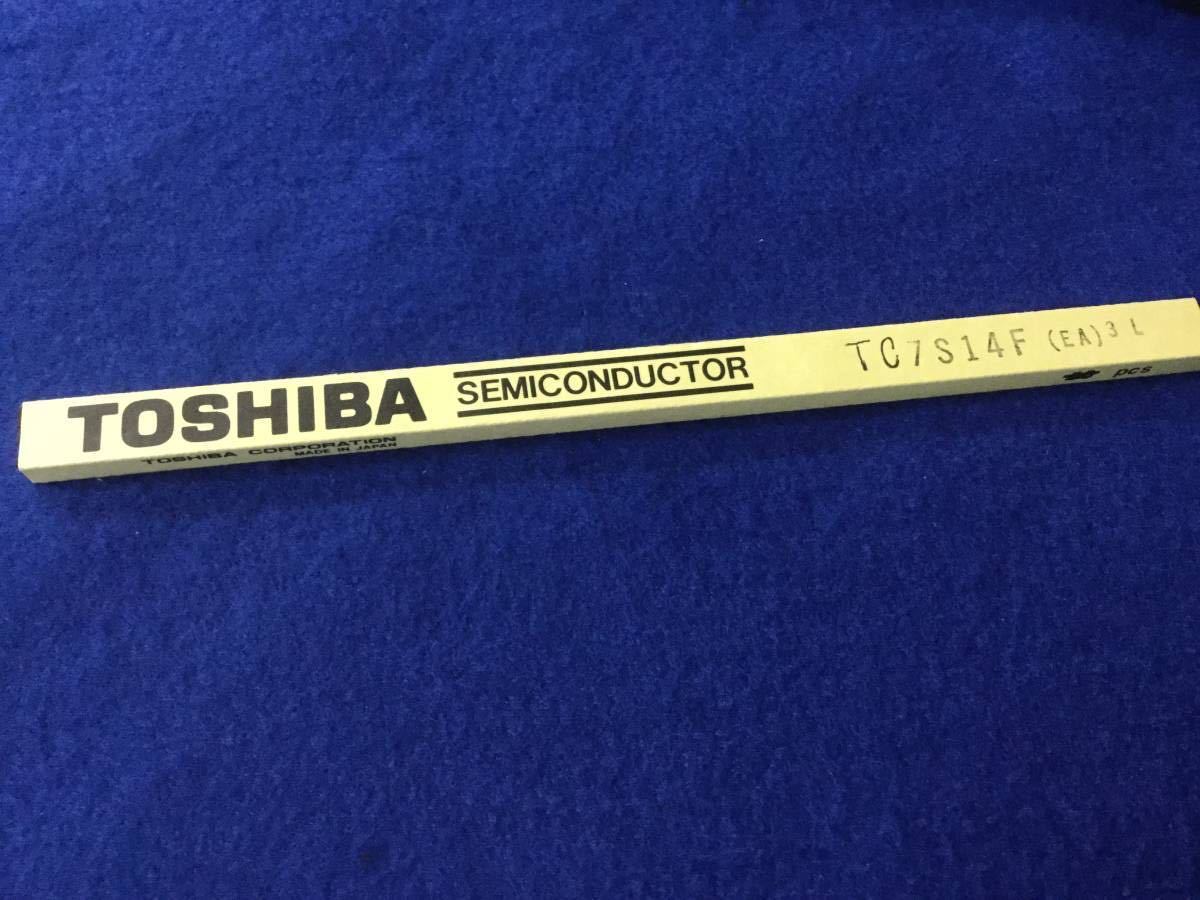 TOSHIBA
SEMICONDUCTOR
TC7S14F (EA) 3 L
TOSHIBA CORPORATION
MADE IN JAPAN
pcs